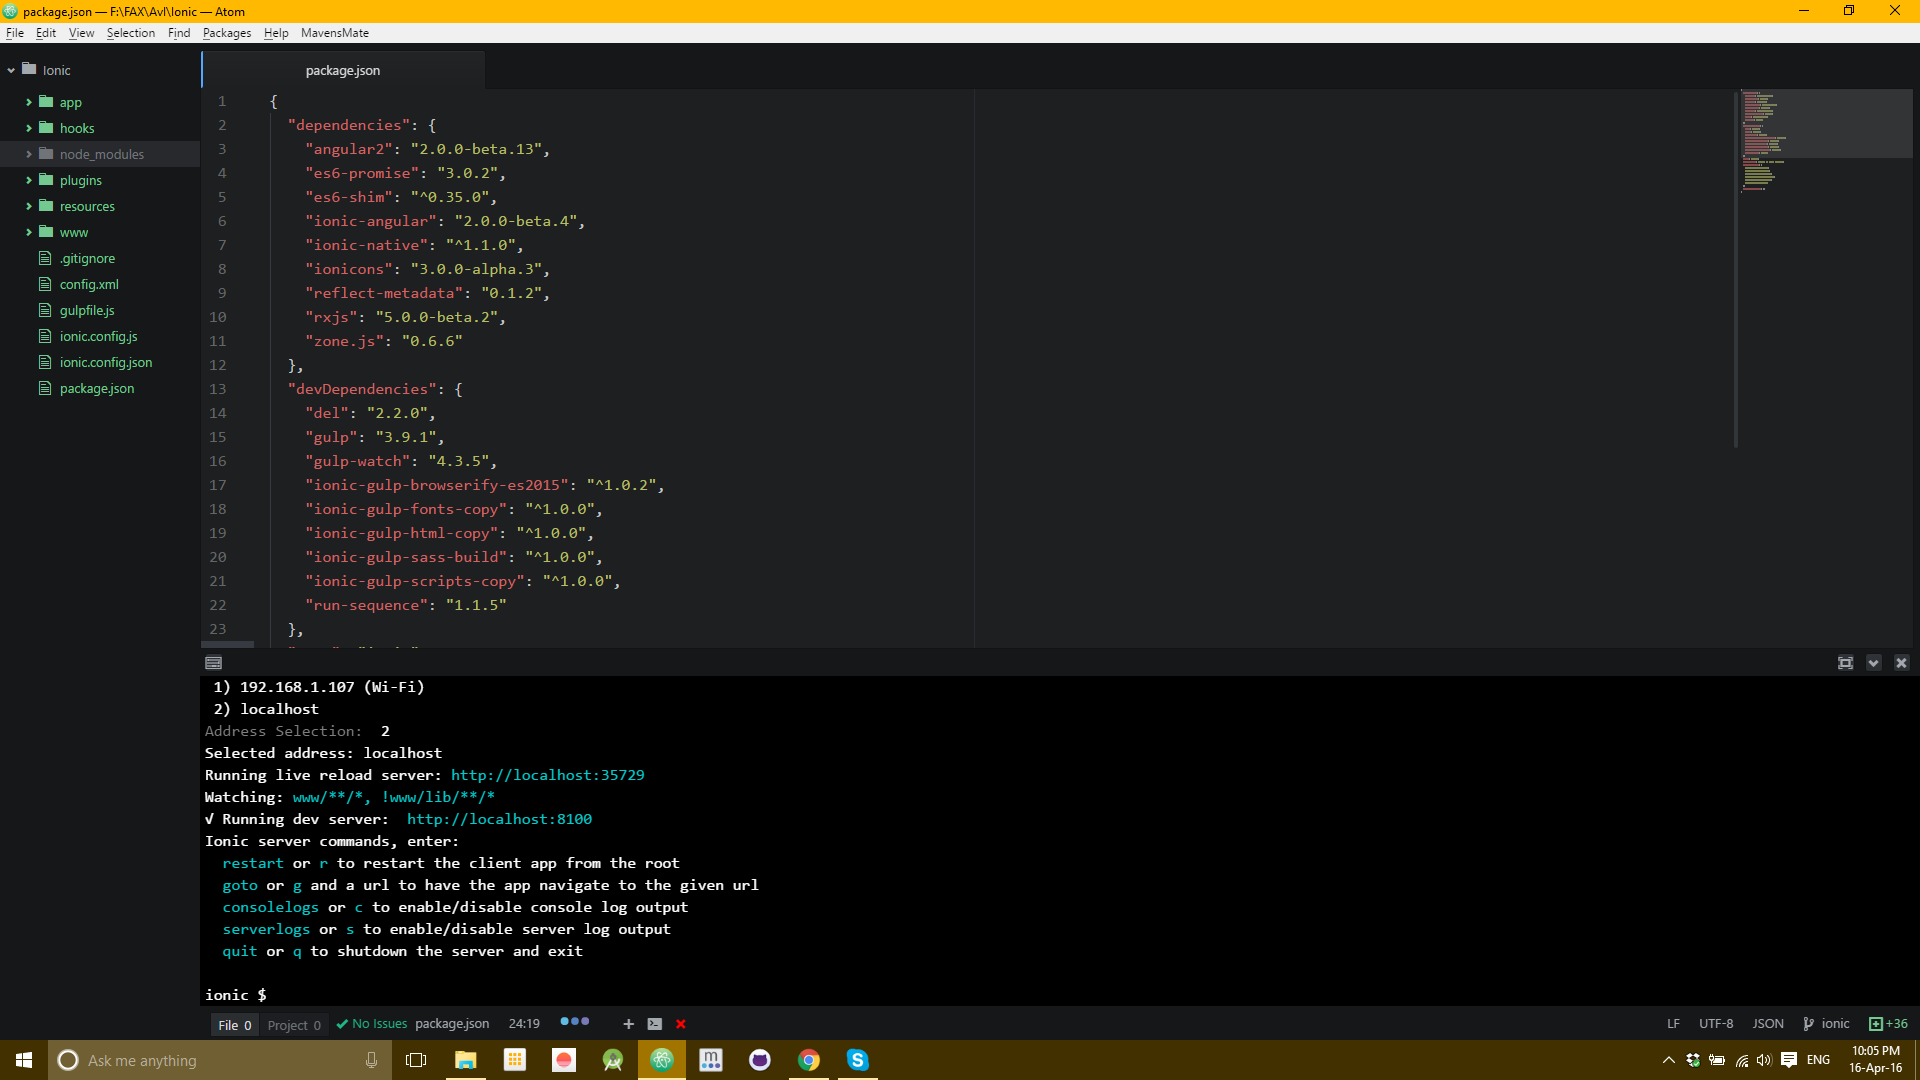 package.json — F:\FAX\Avl\Ionic — Atom
File Edit View Selection Find Packages Help MavensMate
Ionic
app
hooks
node_modules
plugins
resources
www
.gitignore
config.xml
gulpfile.js
ionic.config.js
ionic.config.json
package.json
package.json
1 {
2 "dependencies": {
3 "angular2": "2.0.0-beta.13",
4 "es6-promise": "3.0.2",
5 "es6-shim": "^0.35.0",
6 "ionic-angular": "2.0.0-beta.4",
7 "ionic-native": "^1.1.0",
8 "ionicons": "3.0.0-alpha.3",
9 "reflect-metadata": "0.1.2",
10 "rxjs": "5.0.0-beta.2",
11 "zone.js": "0.6.6"
12 },
13 "devDependencies": {
14 "del": "2.2.0",
15 "gulp": "3.9.1",
16 "gulp-watch": "4.3.5",
17 "ionic-gulp-browserify-es2015": "^1.0.2",
18 "ionic-gulp-fonts-copy": "^1.0.0",
19 "ionic-gulp-html-copy": "^1.0.0",
20 "ionic-gulp-sass-build": "^1.0.0",
21 "ionic-gulp-scripts-copy": "^1.0.0",
22 "run-sequence": "1.1.5"
23 },
1) 192.168.1.107 (Wi-Fi)
2) localhost
Address Selection: 2
Selected address: localhost
Running live reload server: http://localhost:35729
Watching: www/**/*, !www/lib/**/*
√ Running dev server: http://localhost:8100
Ionic server commands, enter:
restart or r to restart the client app from the root
goto or g and a url to have the app navigate to the given url
consolelogs or c to enable/disable console log output
serverlogs or s to enable/disable server log output
quit or q to shutdown the server and exit
ionic $
File 0 Project 0 No Issues package.json 24:19 LF UTF-8 JSON ionic +36
Ask me anything
m
ENG
10:05 PM
16-Apr-16